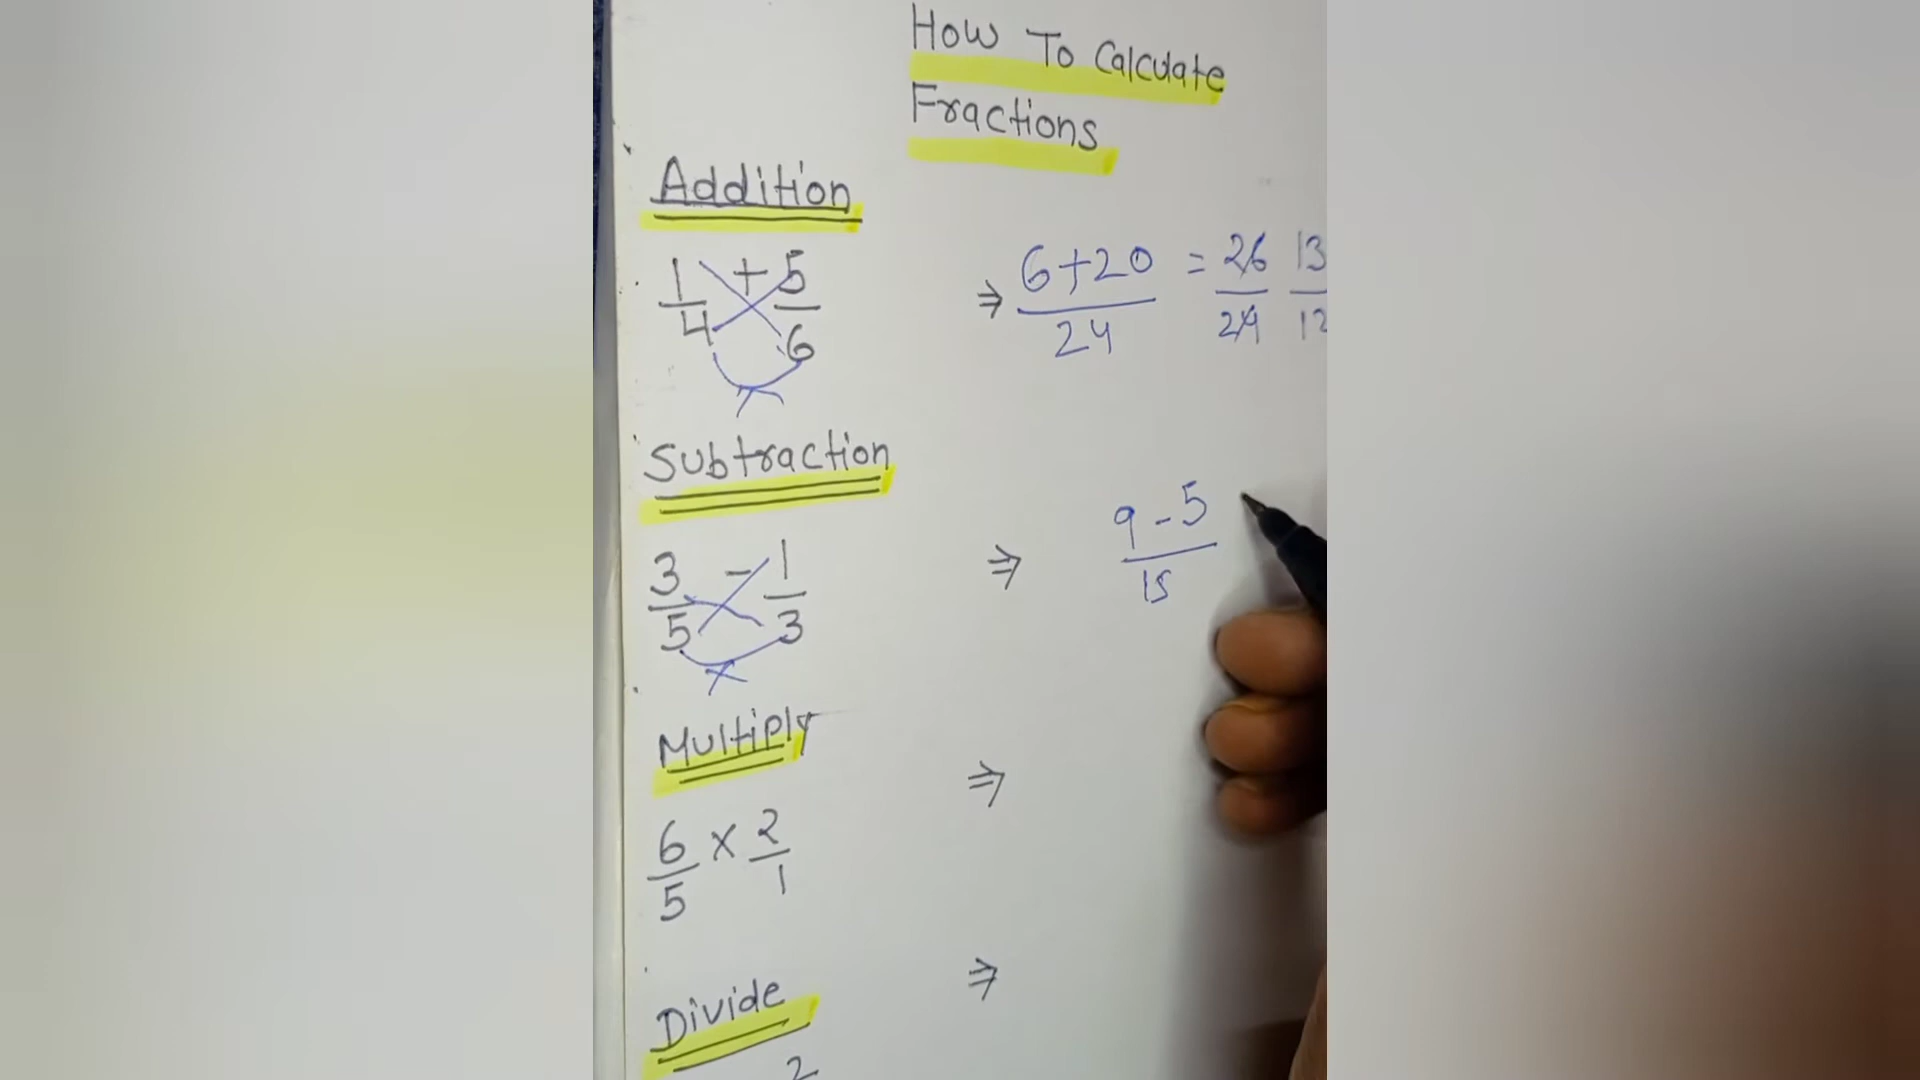 How To Calculate
Fractions
Addition
1/4 + 5/6 ⇒ 6+20/24 = 26/24 13/12
Subtraction
3/5 - 1/3 ⇒ 9-5/15
Multiply
6/5 × 2/1 ⇒
Divide ⇒
2